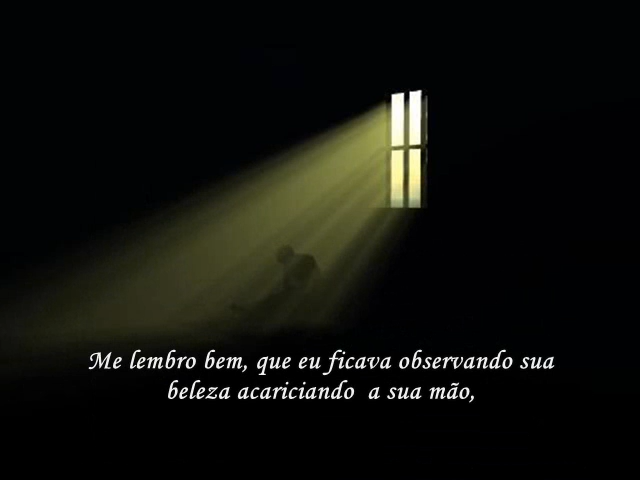 Me lembro bem, que eu ficava observando sua
beleza acariciando a sua mão,